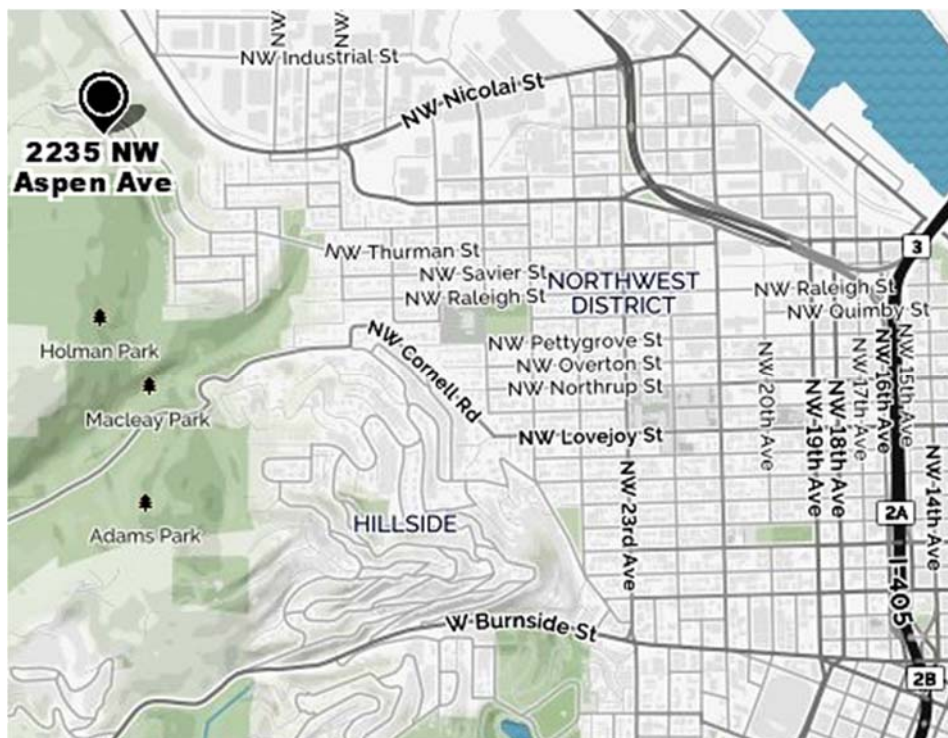 NW
NW
NW Industrial St
NW Nicolai St
2235 NW
Aspen Ave
NW Thurman St
NW Savier St
NW Raleigh St
NORTHWEST
DISTRICT
3
NW Raleigh St
NW Quimby St
Holman Park
NW Cornell Rd
NW Pettygrove St
NW Overton St
NW Northrup St
NW 20th Ave
NW 19th Ave
NW 18th Ave
NW 17th Ave
NW 16th Ave
NW 15th Ave
Macleay Park
NW Lovejoy St
NW 23rd Ave
NW 14th Ave
Adams Park
HILLSIDE
2A
I-405
W Burnside St
2B